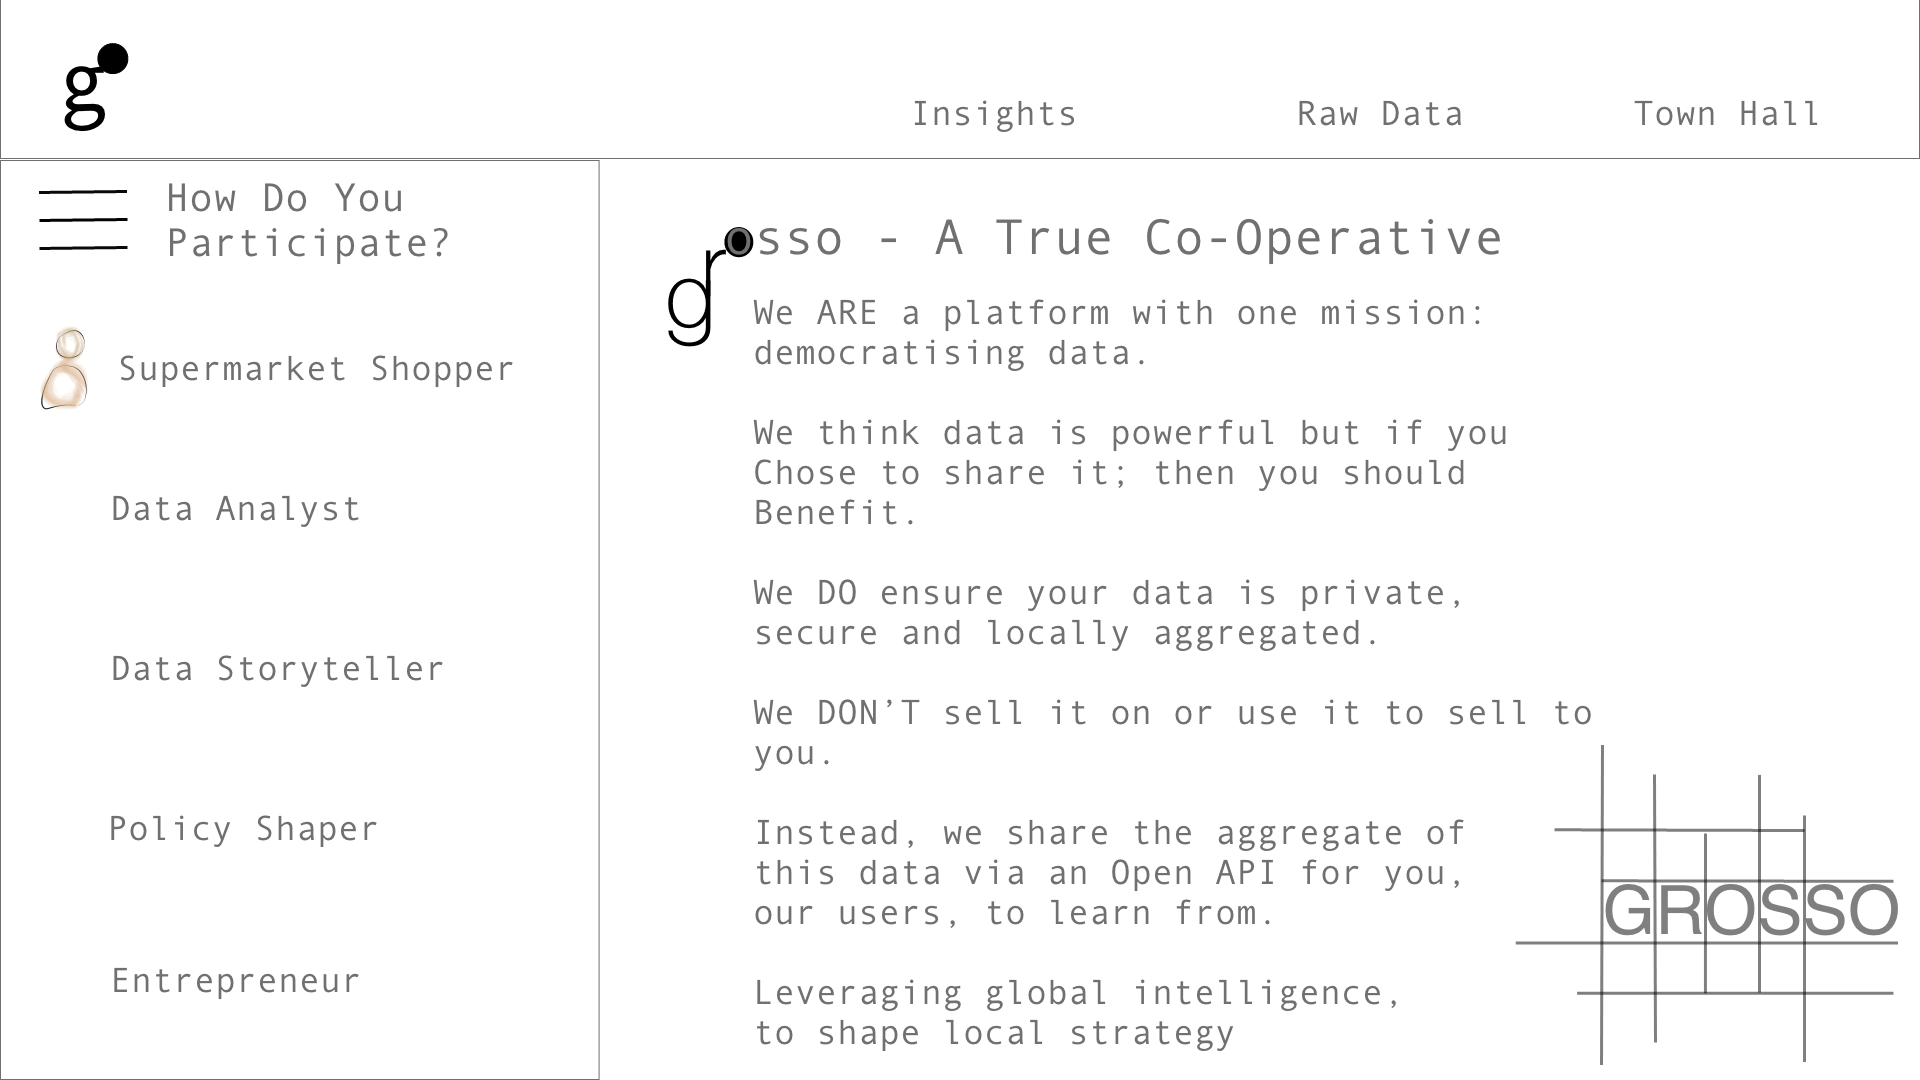 g
Insights
Raw Data
Town Hall
How Do You
Participate?
Supermarket Shopper
Data Analyst
Data Storyteller
Policy Shaper
Entrepreneur
grosso - A True Co-Operative
We ARE a platform with one mission:
democratising data.
We think data is powerful but if you
Chose to share it; then you should
Benefit.
We DO ensure your data is private,
secure and locally aggregated.
We DON’T sell it on or use it to sell to
you.
Instead, we share the aggregate of
this data via an Open API for you,
our users, to learn from.
Leveraging global intelligence,
to shape local strategy
GROSSO